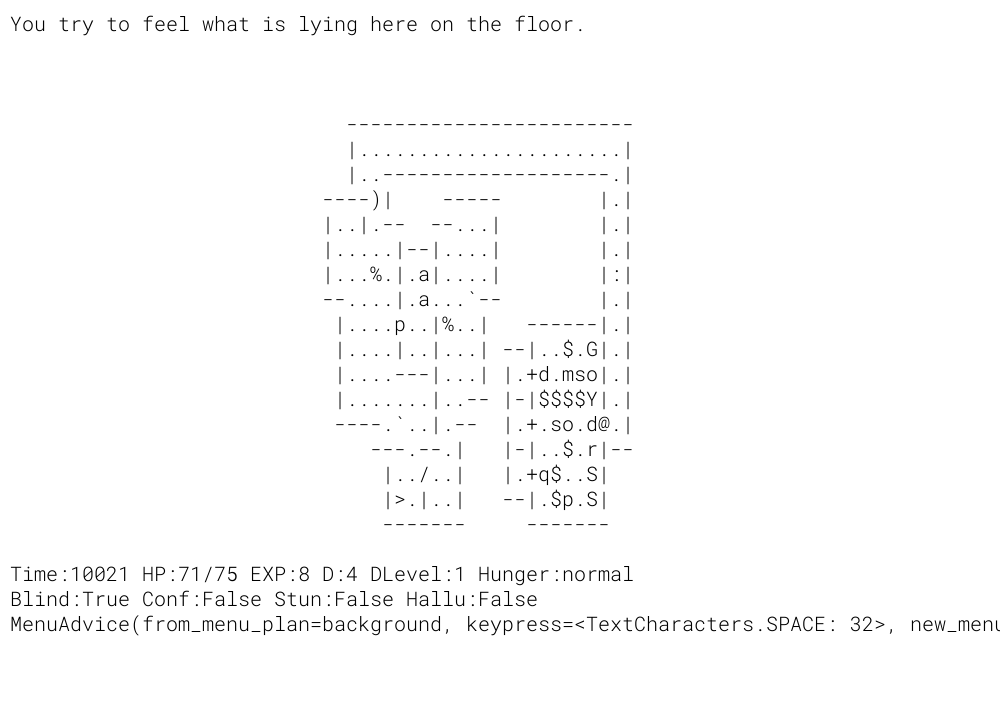 You try to feel what is lying here on the floor.
------------------------
|......................|
|..-------------------.|
----)|    -----        |.|
|..|.--  --...|        |.|
|.....|--|....|        |.|
|...%.|.a|....|        |:|
--....|.a...`--        |.|
|....p..|%..|   ------|.|
|....|..|...| --|..$.G|.|
|....---|...| |.+d.mso|.|
|.......|..-- |-|$$$$Y|.|
----.`..|.--  |.+.so.d@.|
---.--.|   |-|..$.r|--
|../..|   |.+q$..S|
|>.|..|   --|.$p.S|
-------     -------
Time:10021 HP:71/75 EXP:8 D:4 DLevel:1 Hunger:normal
Blind:True Conf:False Stun:False Hallu:False
MenuAdvice(from_menu_plan=background, keypress=<TextCharacters.SPACE: 32>, new_menu